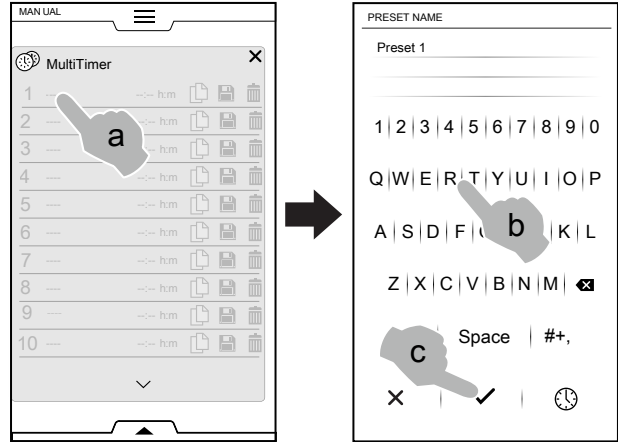 MAN UAL
MultiTimer
1 --- --:-- h:m
2 --:-- h:m
3 --:-- h:m
4 --- --:-- h:m
5 --- --:-- h:m
6 --- --:-- h:m
7 --- --:-- h:m
8 --- --:-- h:m
9 --- --:-- h:m
10 --- --:-- h:m
a
PRESET NAME
Preset 1
1 2 3 4 5 6 7 8 9 0
Q W E R T Y U I O P
A S D F K L
b
Z X C V B N M
Space #+,
c